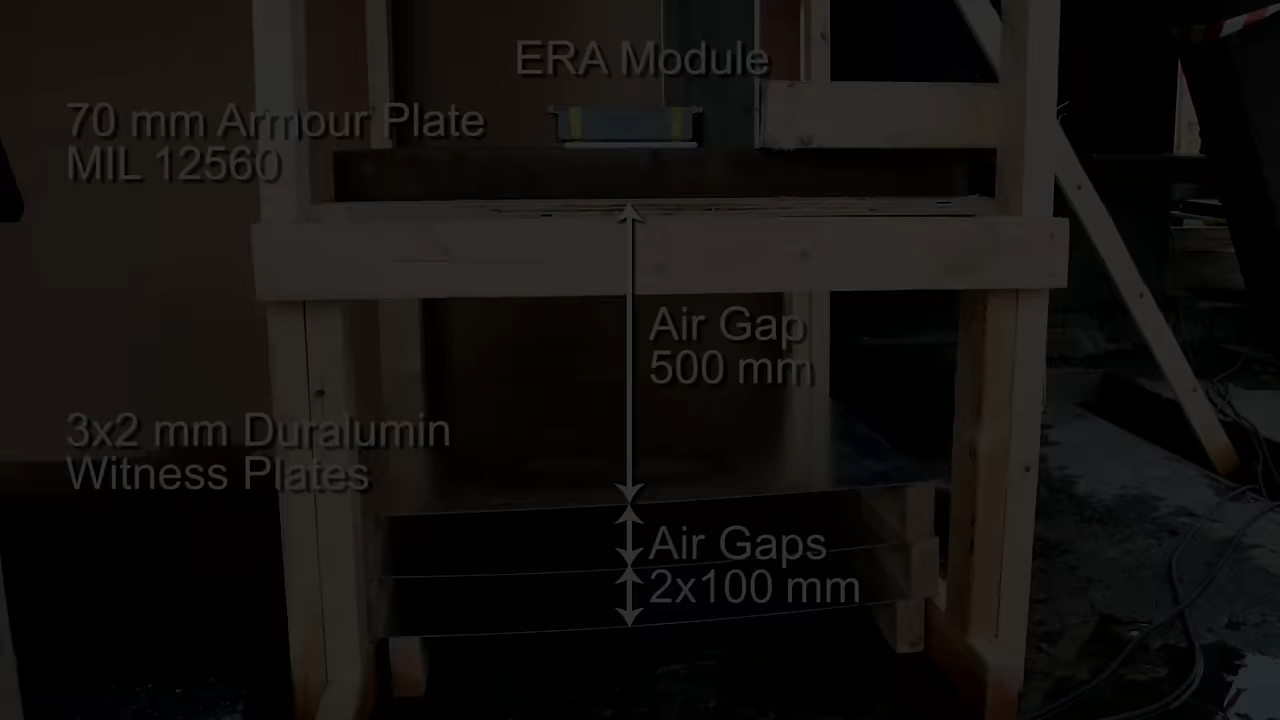 ERA Module
70 mm Armour Plate
MIL 12560
Air Gap
500 mm
3x2 mm Duralumin
Witness Plates
Air Gaps
2x100 mm